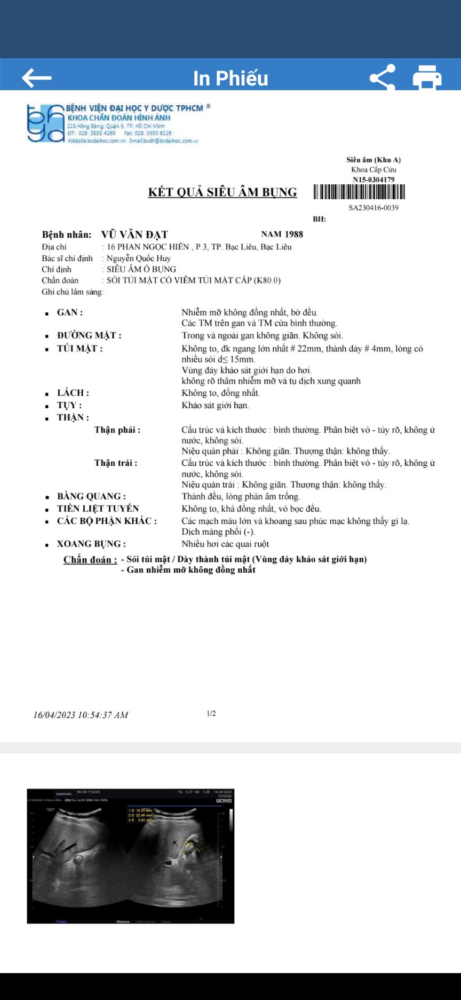 In Phiếu
BỆNH VIỆN ĐẠI HỌC Y DƯỢC TPHCM ®
KHOA CHẨN ĐOÁN HÌNH ẢNH
215 Hồng Bàng, Quận 5, TP. Hồ Chí Minh
ĐT: 028. 3855 4269 Fax: 028. 3950 6126
Website:bvdaihoc.com.vn Email:bvdh@bvdaihoc.com.vn
Siêu âm (Khu A)
Khoa Cấp Cứu
N15-0304179
KẾT QUẢ SIÊU ÂM BỤNG
SA230416-0039
BH:
Bệnh nhân: VŨ VĂN ĐẠT NAM 1988
Địa chỉ : 16 PHAN NGỌC HIỂN , P.3, TP. Bạc Liêu, Bạc Liêu
Bác sĩ chỉ định : Nguyễn Quốc Huy
Chỉ định : SIÊU ÂM Ổ BỤNG
Chẩn đoán : SỎI TÚI MẬT CÓ VIÊM TÚI MẬT CẤP (K80.0)
Ghi chú lâm sàng:
▪ GAN : Nhiễm mỡ không đồng nhất, bờ đều.
Các TM trên gan và TM cửa bình thường.
▪ ĐƯỜNG MẬT : Trong và ngoài gan không giãn. Không sỏi.
▪ TÚI MẬT : Không to, đk ngang lớn nhất # 22mm, thành dày # 4mm, lòng có
nhiều sỏi d≤ 15mm.
Vùng đáy khảo sát giới hạn do hơi.
không rõ thâm nhiễm mỡ và tụ dịch xung quanh
▪ LÁCH : Không to, đồng nhất.
▪ TỤY : Khảo sát giới hạn.
▪ THẬN :
Thận phải : Cấu trúc và kích thước : bình thường. Phân biệt vỏ - tủy rõ, không ứ
nước, không sỏi.
Niệu quản phải : Không giãn. Thượng thận: không thấy.
Thận trái : Cấu trúc và kích thước : bình thường. Phân biệt vỏ - tủy rõ, không ứ
nước, không sỏi.
Niệu quản trái : Không giãn. Thượng thận: không thấy.
▪ BÀNG QUANG : Thành đều, lòng phản âm trống.
▪ TIỀN LIỆT TUYẾN Không to, khá đồng nhất, vỏ bọc đều.
▪ CÁC BỘ PHẬN KHÁC : Các mạch máu lớn và khoang sau phúc mạc không thấy gì lạ.
Dịch màng phổi (-).
▪ XOANG BỤNG : Nhiều hơi các quai ruột
Chẩn đoán : - Sỏi túi mật / Dày thành túi mật (Vùng đáy khảo sát giới hạn)
- Gan nhiễm mỡ không đồng nhất
16/04/2023 10:54:37 AM 1/2
SAMSUNG BV DH Y DUOC TIs 0.27 MI 1.38 16-04-2023
10:50:06
1 D 15.37 mm
2 D 22.49 mm
3 D 3.62 mm
Freeze Distance